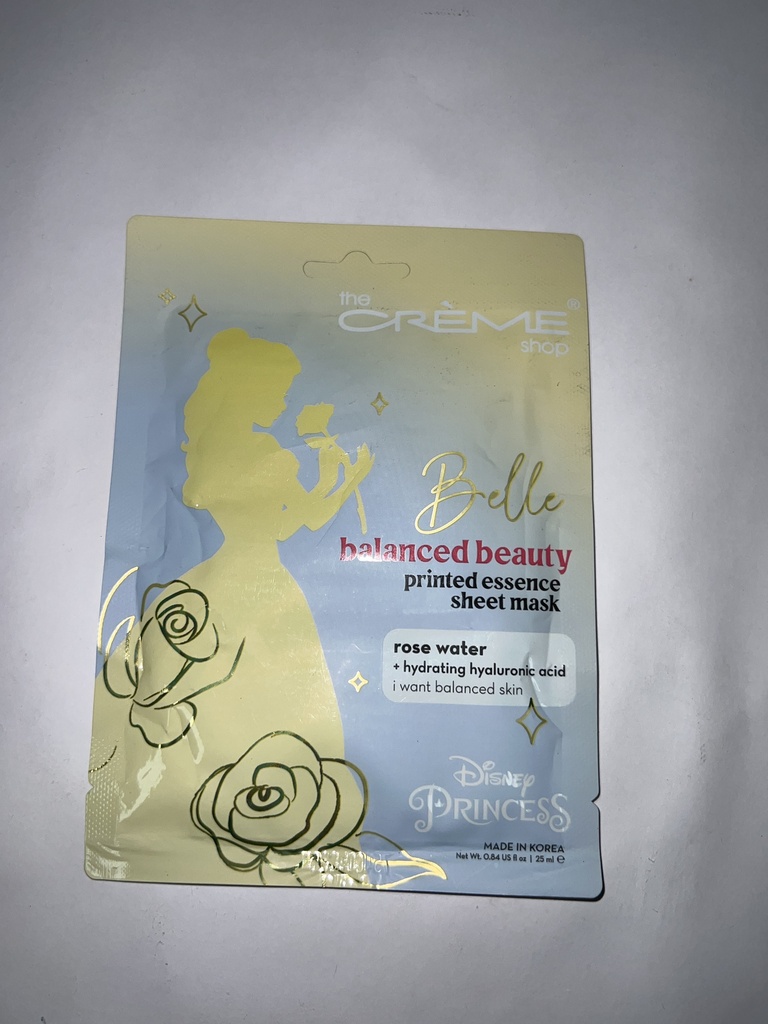 the
CRÈME®
shop
Belle
balanced beauty
printed essence
sheet mask
rose water
+ hydrating hyaluronic acid
i want balanced skin
Disney
PRINCESS
MADE IN KOREA
Net Wt. 0.84 US fl oz | 25 ml ℮